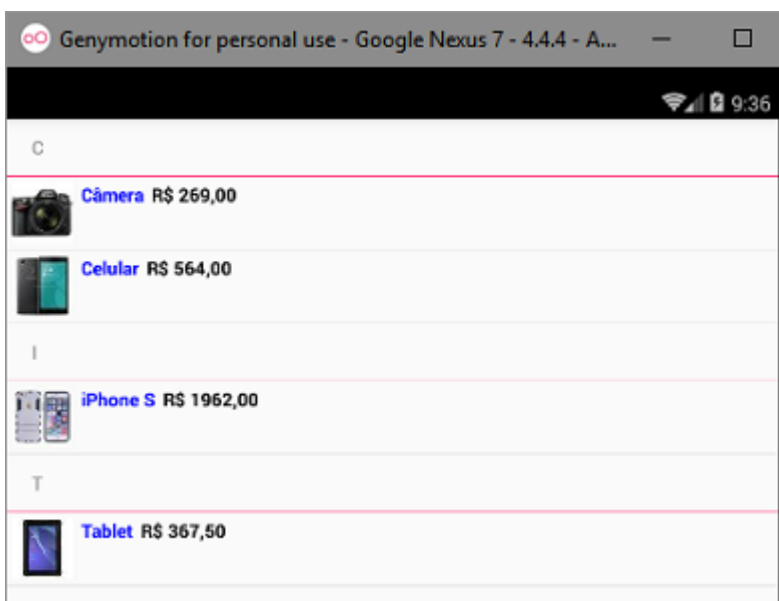 Genymotion for personal use - Google Nexus 7 - 4.4.4 - A...
9:36
C
Câmera R$ 269,00
Celular R$ 564,00
I
iPhone S R$ 1962,00
T
Tablet R$ 367,50